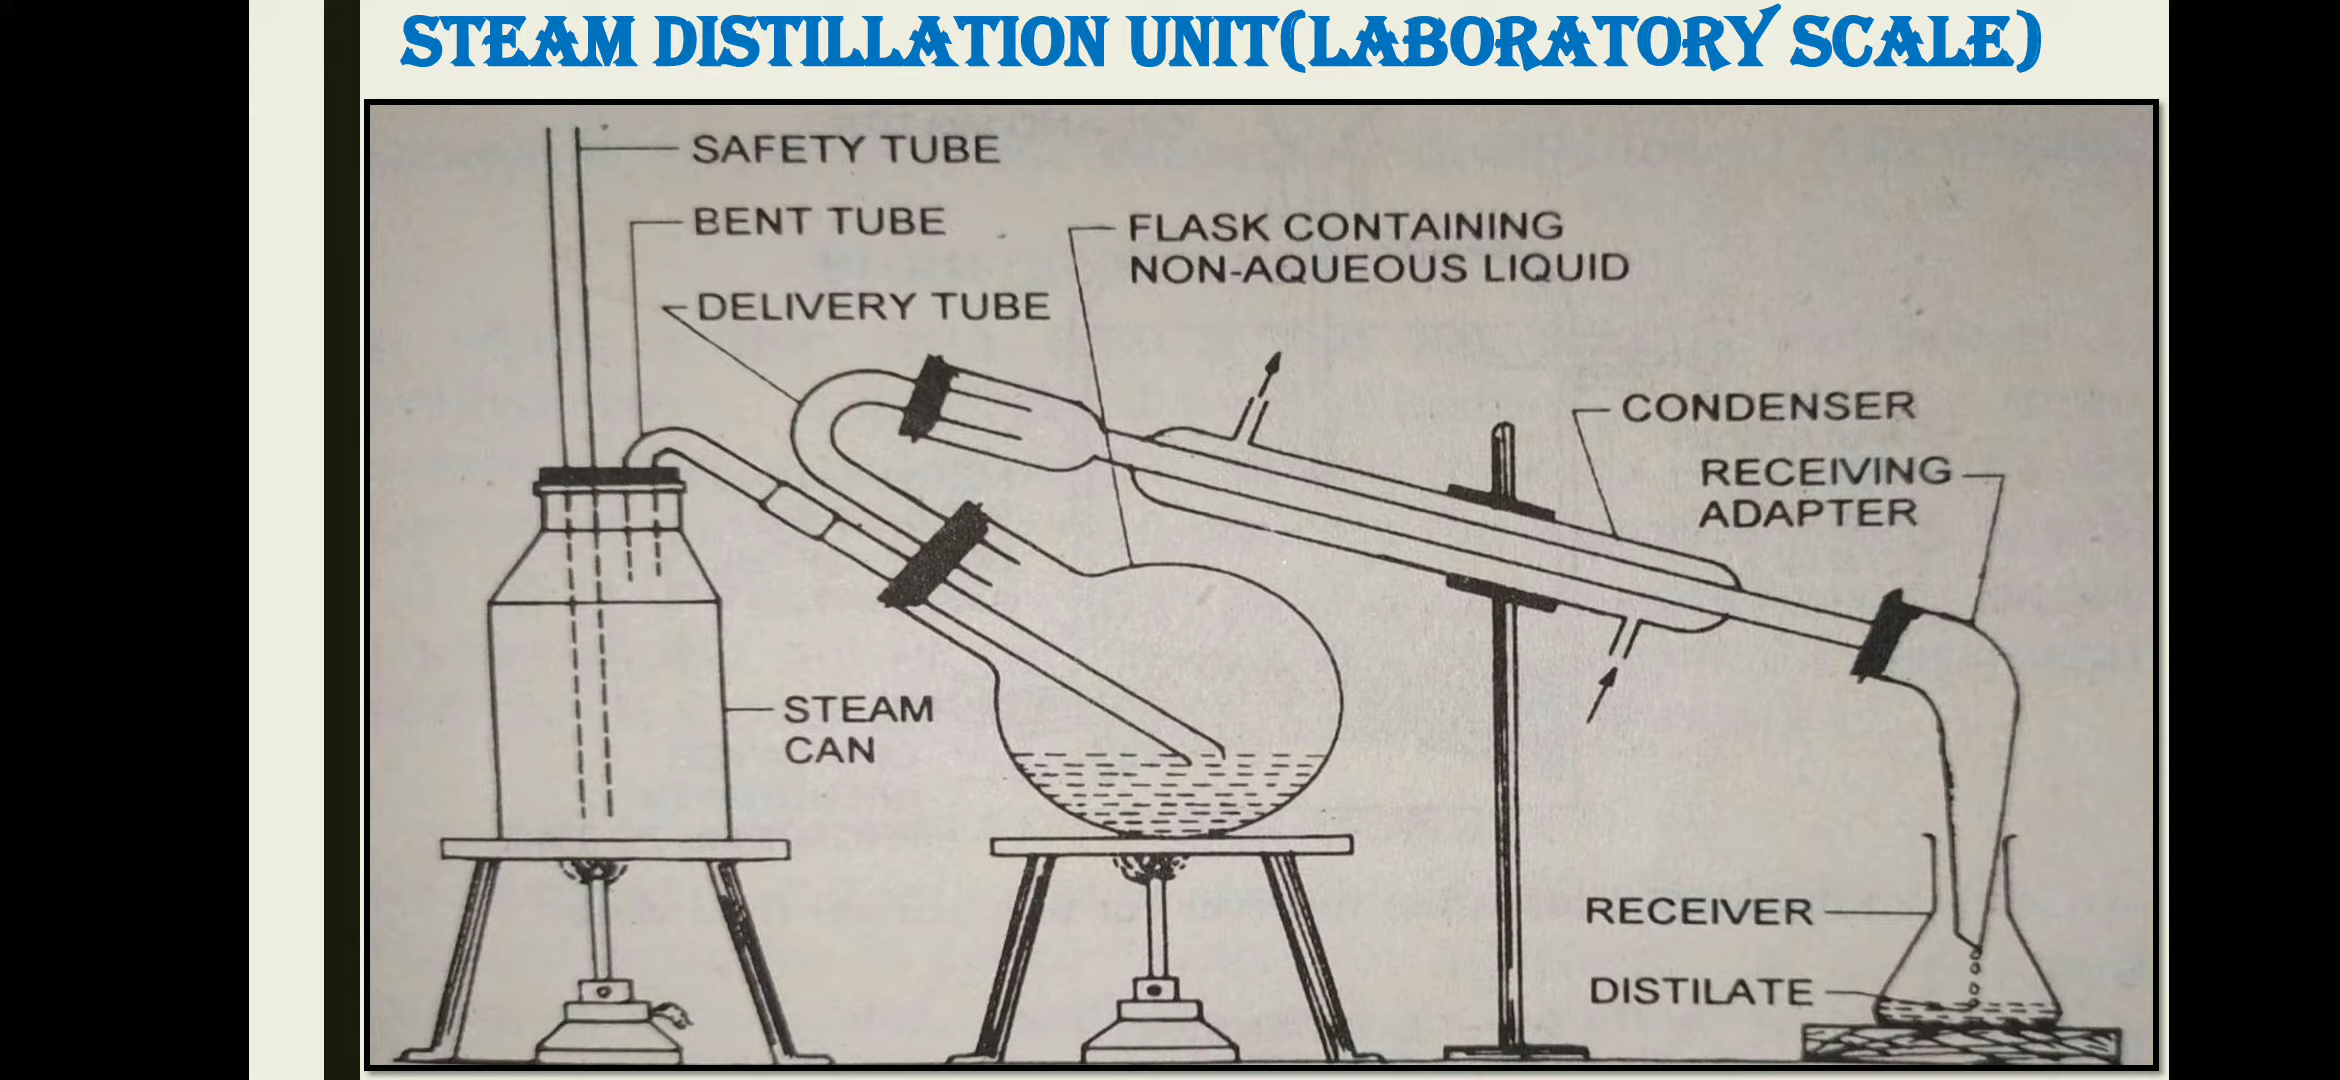 STEAM DISTILLATION UNIT(LABORATORY SCALE)
SAFETY TUBE
BENT TUBE
DELIVERY TUBE
FLASK CONTAINING
NON-AQUEOUS LIQUID
CONDENSER
RECEIVING
ADAPTER
STEAM
CAN
RECEIVER
DISTILATE